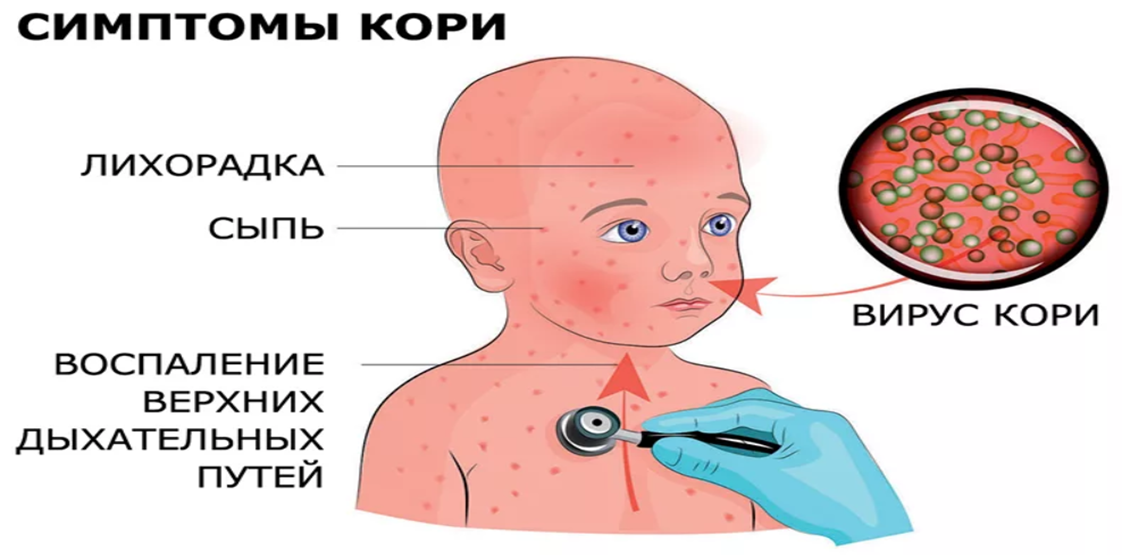 СИМПТОМЫ КОРИ
ЛИХОРАДКА
СЫПЬ
ВОСПАЛЕНИЕ
ВЕРХНИХ
ДЫХАТЕЛЬНЫХ
ПУТЕЙ
ВИРУС КОРИ